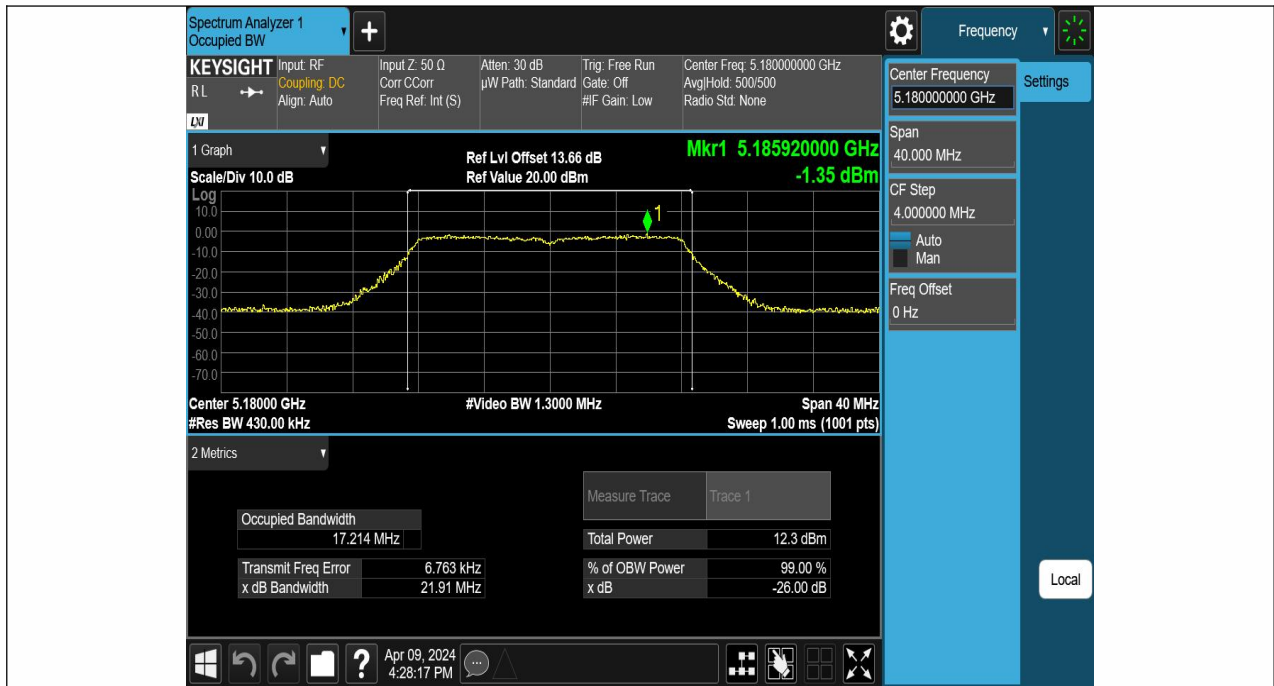 Spectrum Analyzer 1
Occupied BW
+
Frequency
KEYSIGHT
RL
LXI
Input: RF
Coupling: DC
Align: Auto
Input Z: 50 Ω
Corr CCorr
Freq Ref: Int (S)
Atten: 30 dB
µW Path: Standard
Trig: Free Run
Gate: Off
#IF Gain: Low
Center Freq: 5.180000000 GHz
Avg|Hold: 500/500
Radio Std: None
Center Frequency
5.180000000 GHz
Settings
Span
40.000 MHz
CF Step
4.000000 MHz
Auto
Man
Freq Offset
0 Hz
Local
1 Graph
Scale/Div 10.0 dB
Ref Lvl Offset 13.66 dB
Ref Value 20.00 dBm
Mkr1 5.185920000 GHz
-1.35 dBm
Log
10.0
0.00
-10.0
-20.0
-30.0
-40.0
-50.0
-60.0
-70.0
1
Center 5.18000 GHz
#Res BW 430.00 kHz
#Video BW 1.3000 MHz
Span 40 MHz
Sweep 1.00 ms (1001 pts)
2 Metrics
Measure Trace Trace 1
Occupied Bandwidth
17.214 MHz
Total Power 12.3 dBm
Transmit Freq Error 6.763 kHz
% of OBW Power 99.00 %
x dB Bandwidth 21.91 MHz
x dB -26.00 dB
?
Apr 09, 2024
4:28:17 PM